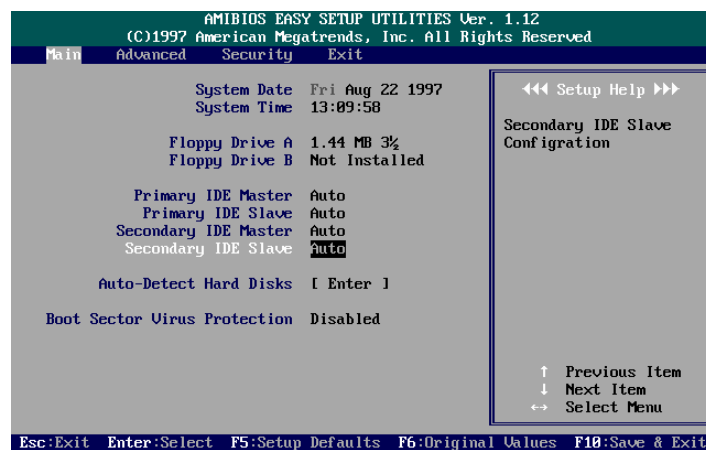 AMIBIOS EASY SETUP UTILITIES Ver. 1.12
(C)1997 American Megatrends, Inc. All Rights Reserved
Main Advanced Security Exit
System Date Fri Aug 22 1997
System Time 13:09:58
Floppy Drive A 1.44 MB 3½
Floppy Drive B Not Installed
Primary IDE Master Auto
Primary IDE Slave Auto
Secondary IDE Master Auto
Secondary IDE Slave Auto
Auto-Detect Hard Disks [ Enter ]
Boot Sector Virus Protection Disabled
Setup Help
Secondary IDE Slave
Configration
↑ Previous Item
↓ Next Item
↔ Select Menu
Esc:Exit Enter:Select F5:Setup Defaults F6:Original Values F10:Save & Exit